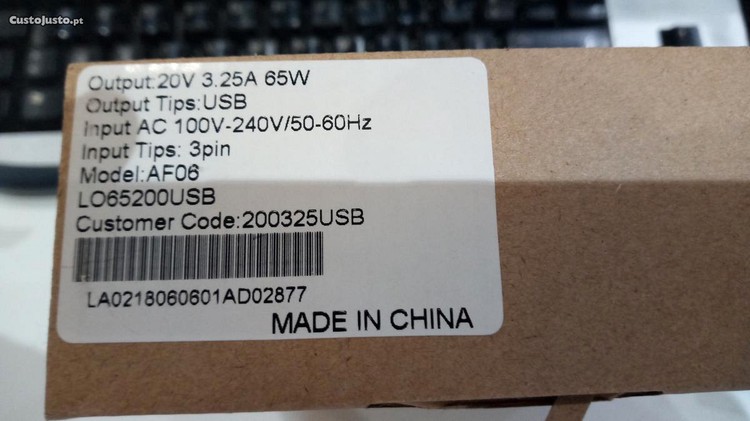 CustoJusto.pt
Output:20V 3.25A 65W
Output Tips:USB
Input AC 100V-240V/50-60Hz
Input Tips: 3pin
Model:AF06
LO65200USB
Customer Code:200325USB
LA0218060601AD02877
MADE IN CHINA